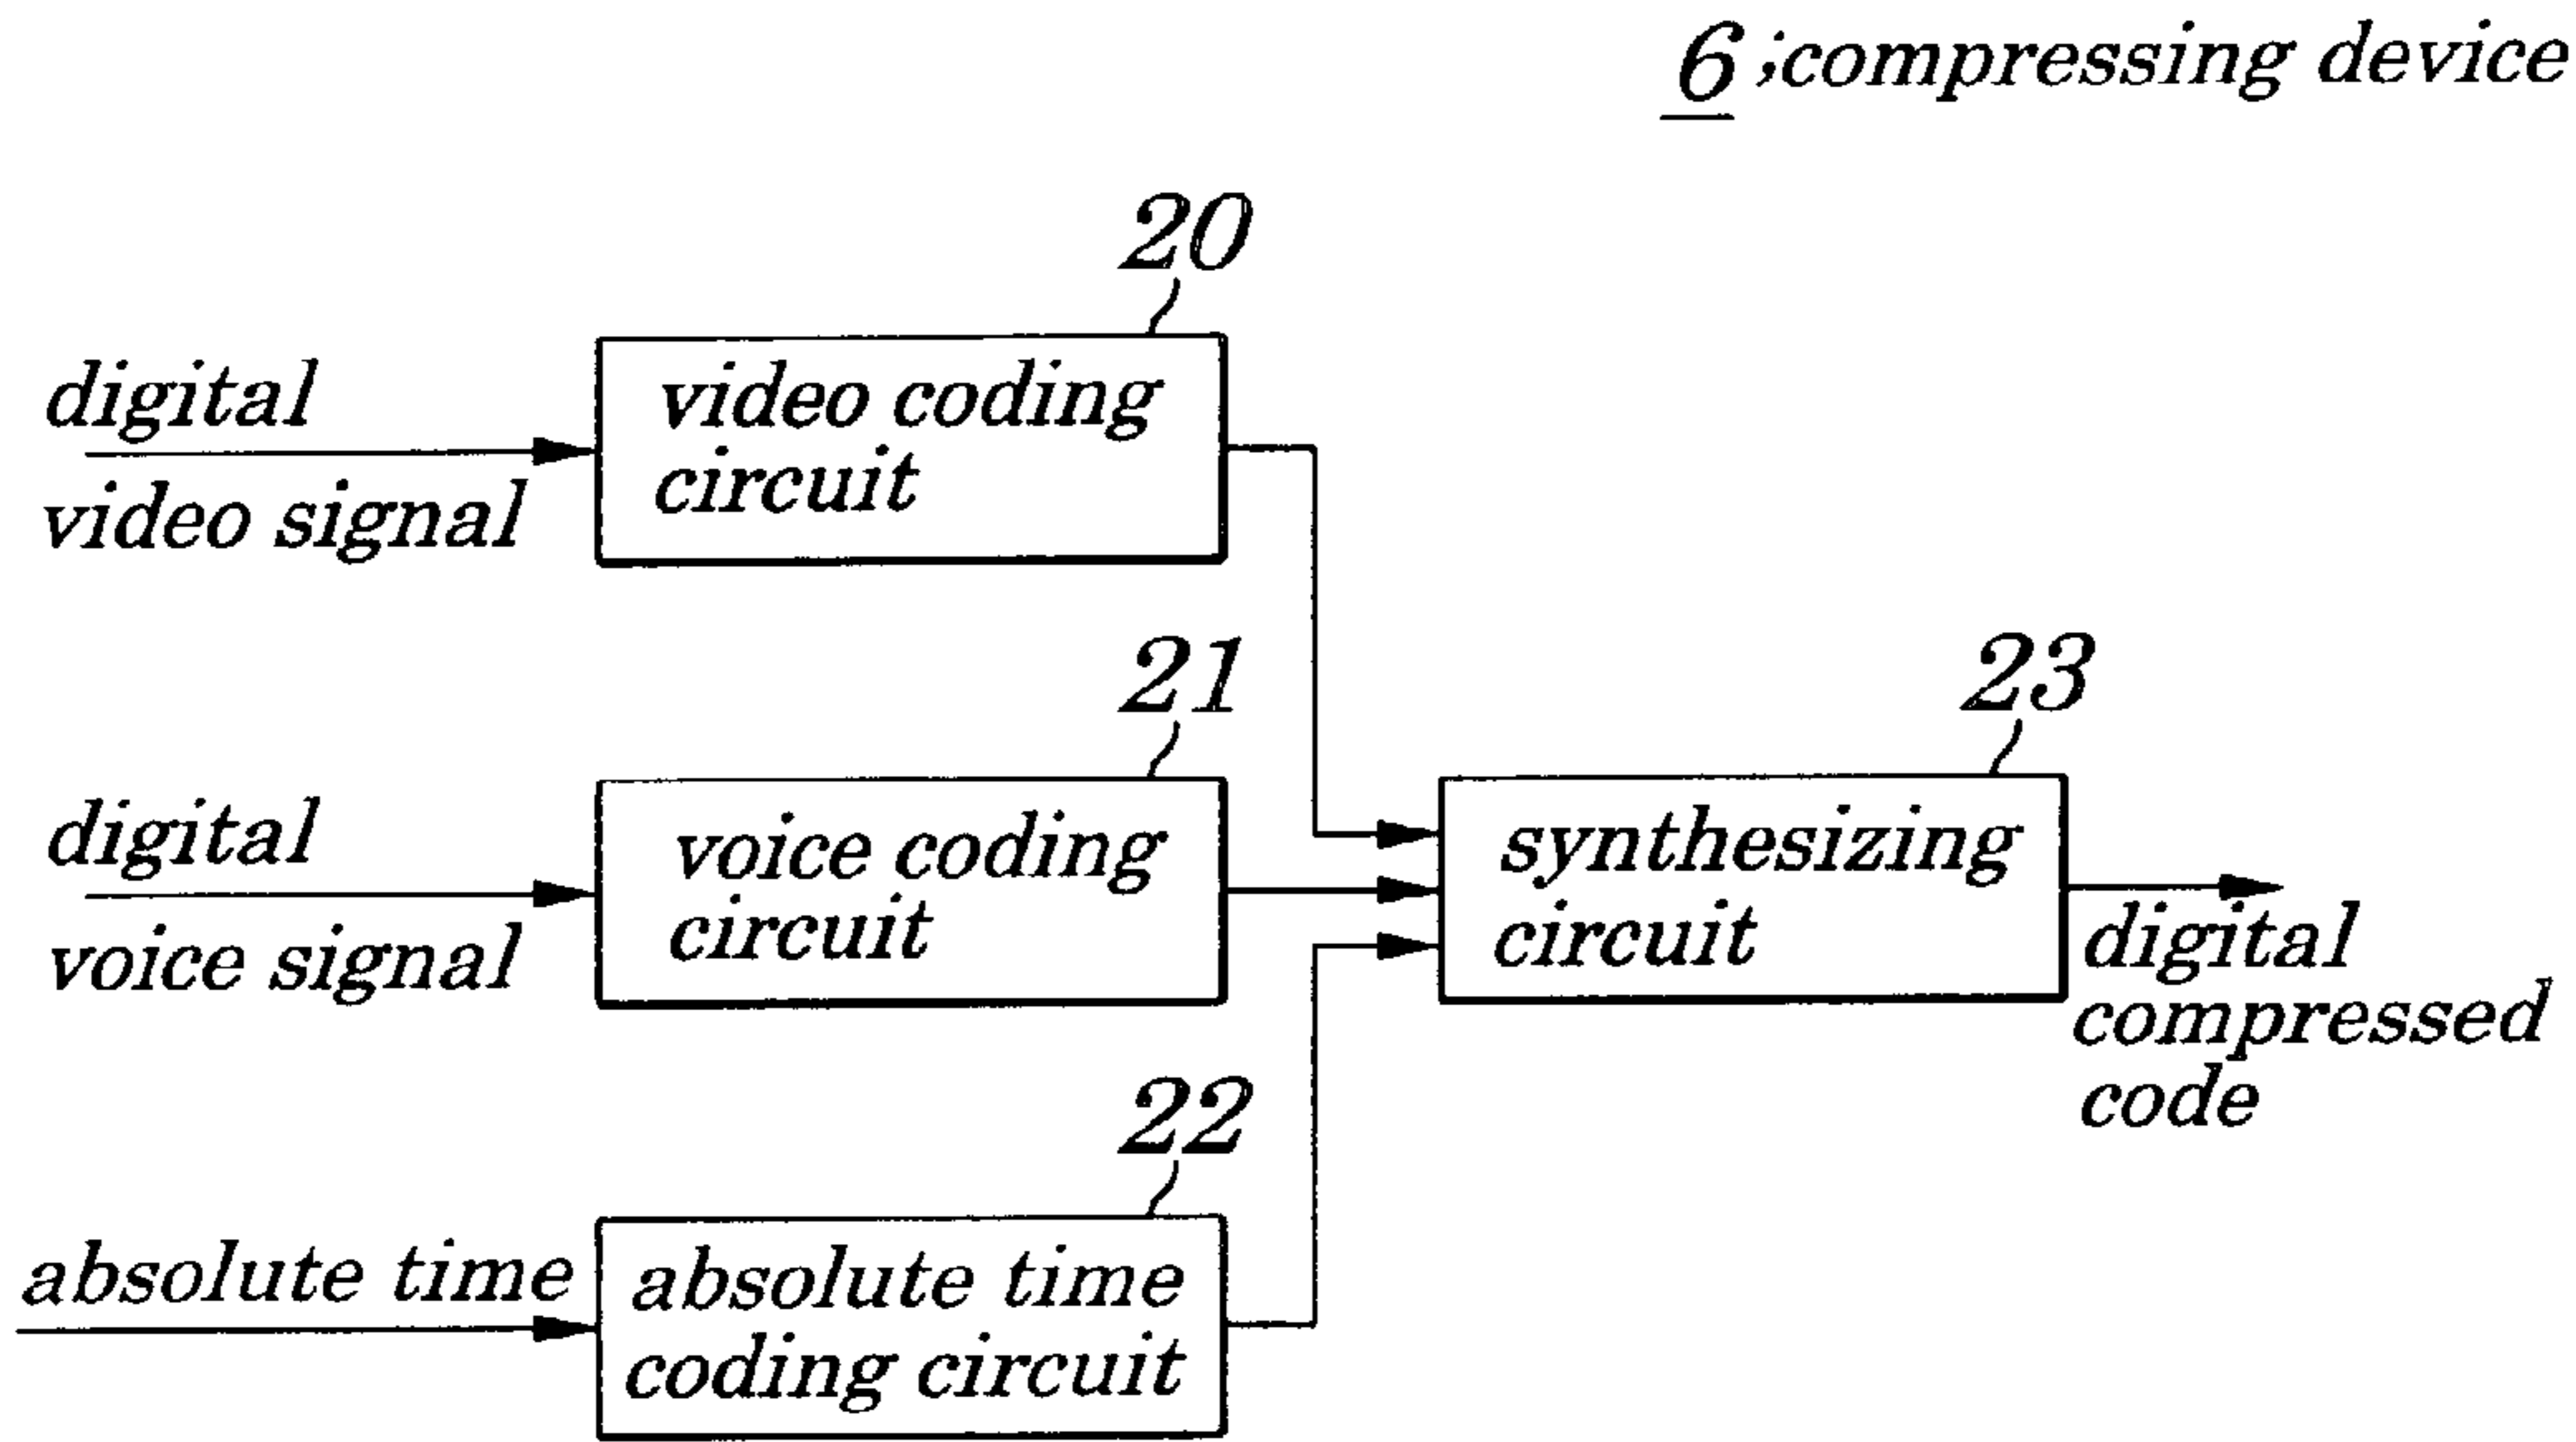 6 ;compressing device
20
digital
video signal
video coding
circuit
21
digital
voice signal
voice coding
circuit
23
synthesizing
circuit
digital
compressed
code
22
absolute time
absolute time
coding circuit